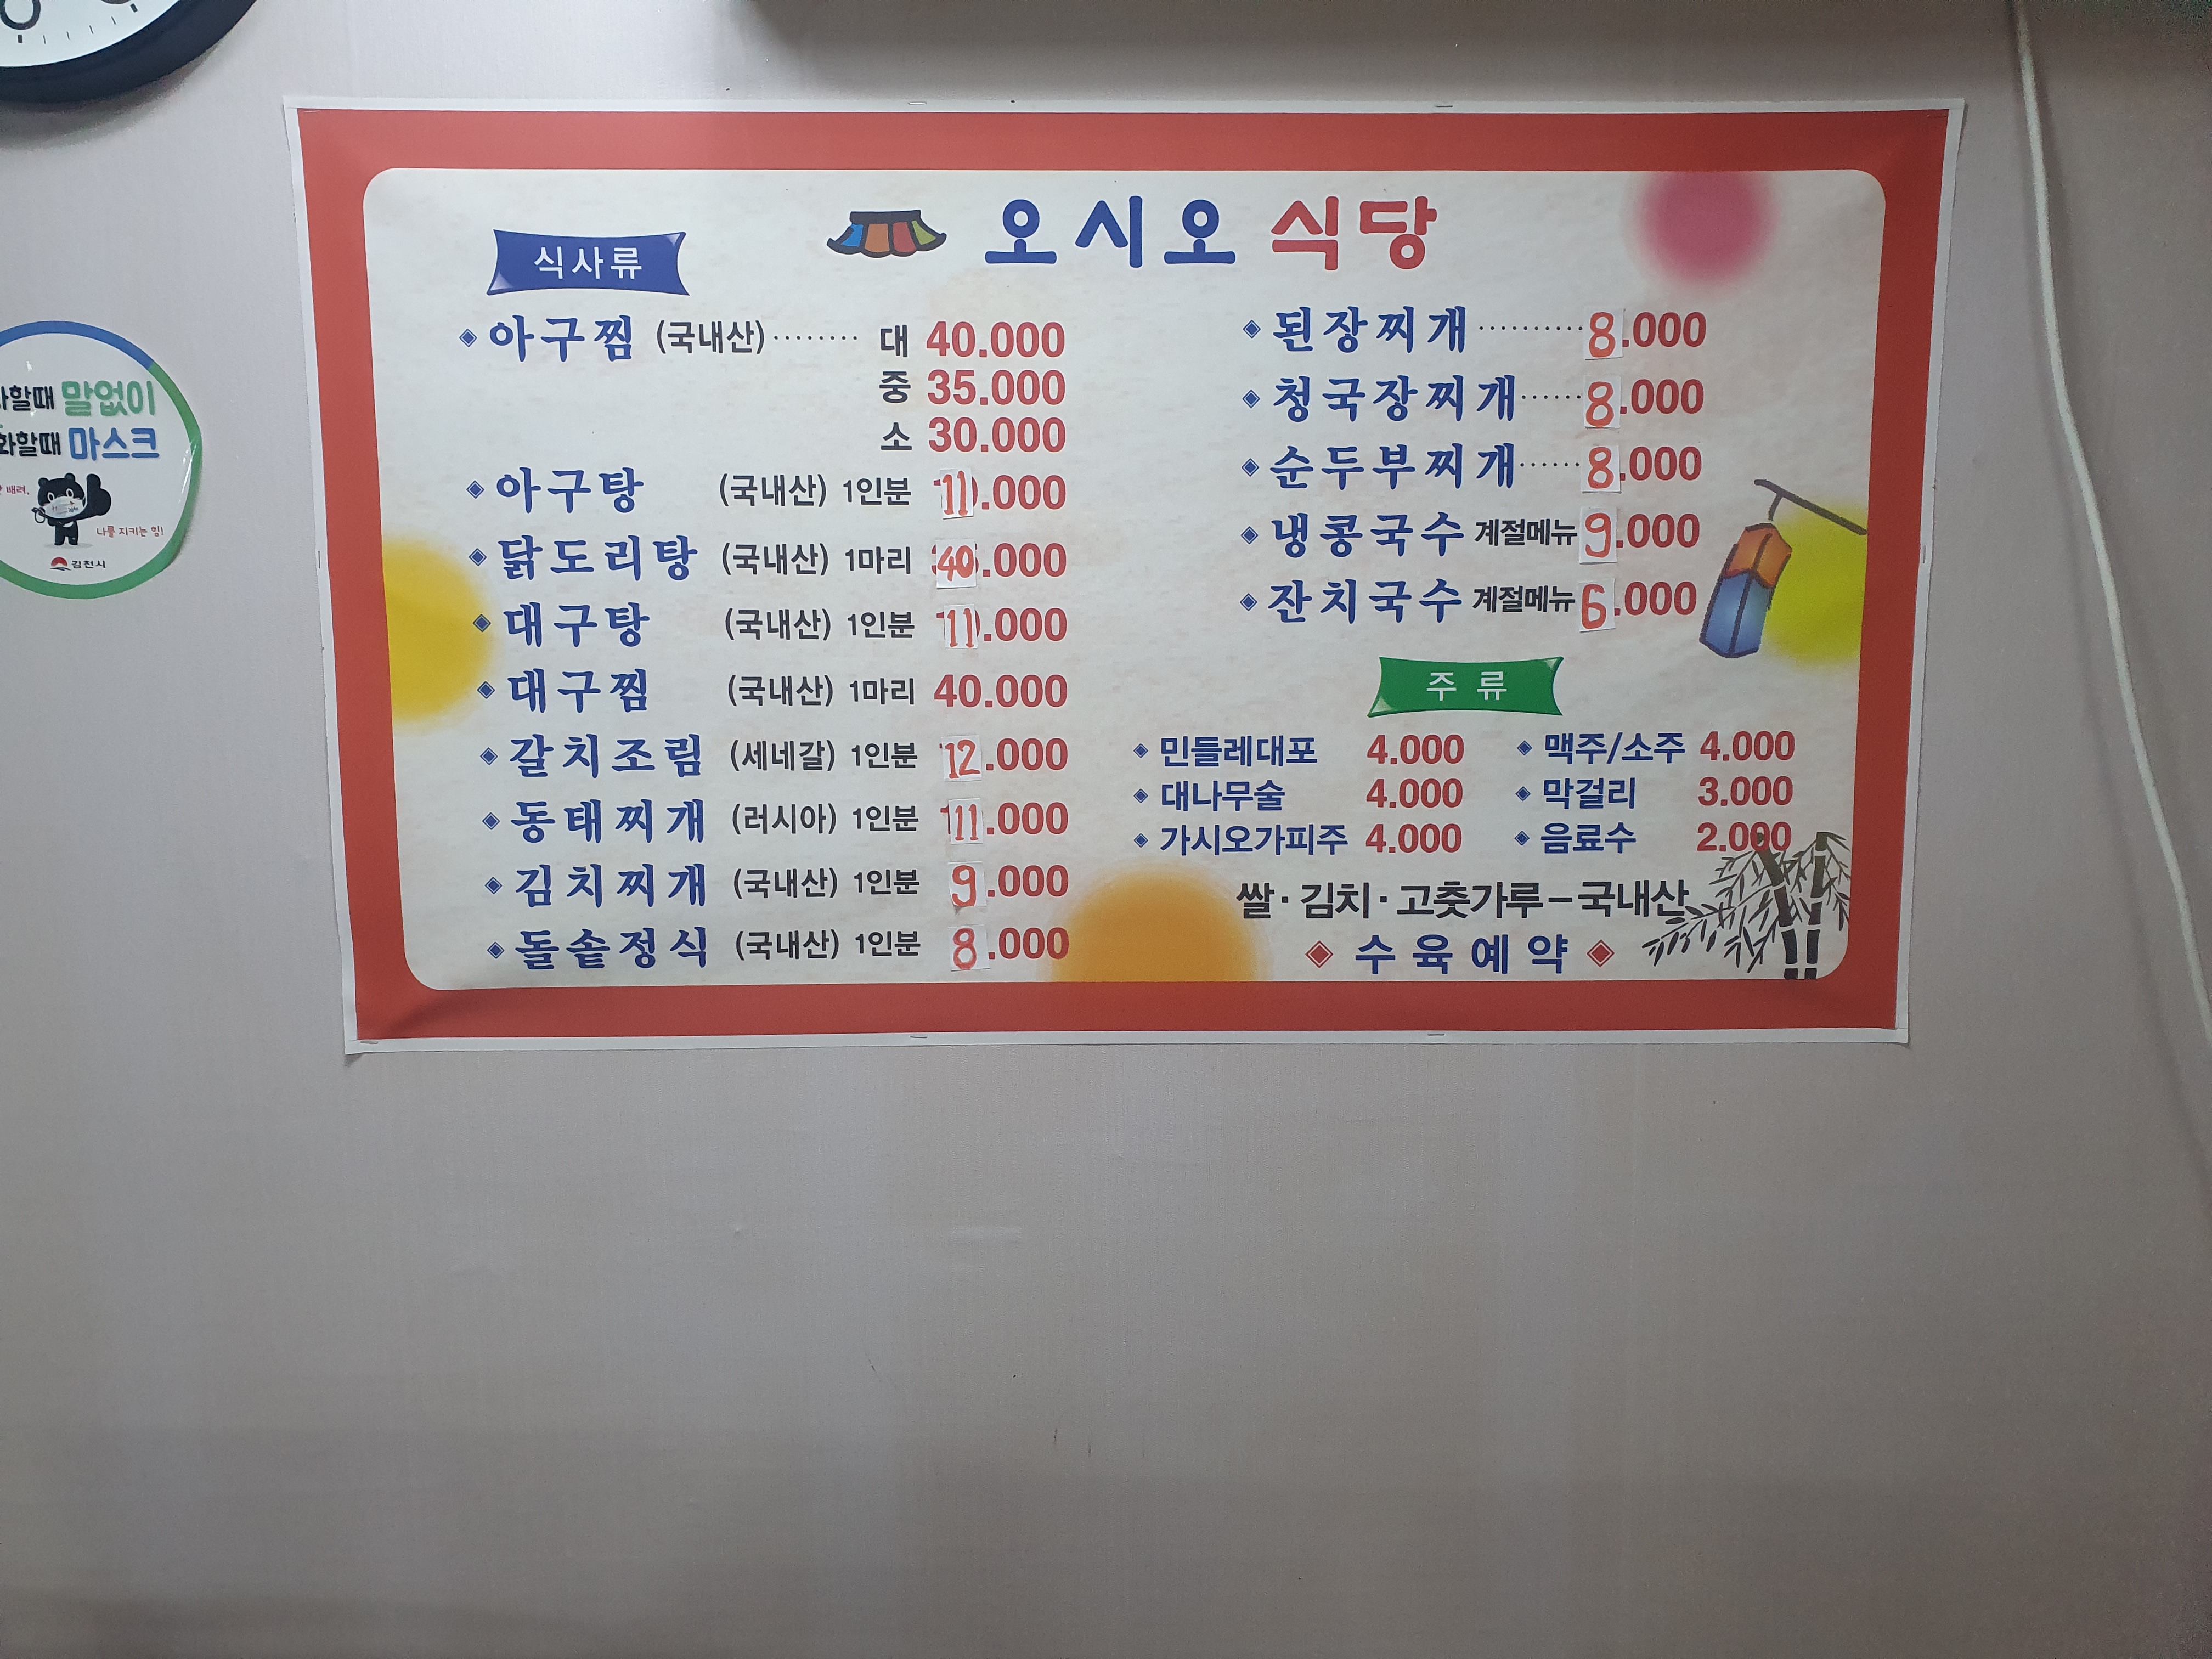 오시오 식당
식사류
아구찜 (국내산)········ 대 40.000
중 35.000
소 30.000
아구탕 (국내산) 1인분 11.000
닭도리탕 (국내산) 1마리 40.000
대구탕 (국내산) 1인분 11.000
대구찜 (국내산) 1마리 40.000
갈치조림 (세네갈) 1인분 12.000
동태찌개 (러시아) 1인분 11.000
김치찌개 (국내산) 1인분 9.000
돌솥정식 (국내산) 1인분 8.000
된장찌개··········8.000
청국장찌개······8.000
순두부찌개······8.000
냉콩국수 계절메뉴 9.000
잔치국수 계절메뉴 6.000
주류
민들레대포 4.000 맥주/소주 4.000
대나무술 4.000 막걸리 3.000
가시오가피주 4.000 음료수 2.000
쌀·김치·고춧가루-국내산
수육예약
말없이
마스크
배려.
나를 지키는 힘!
김천시